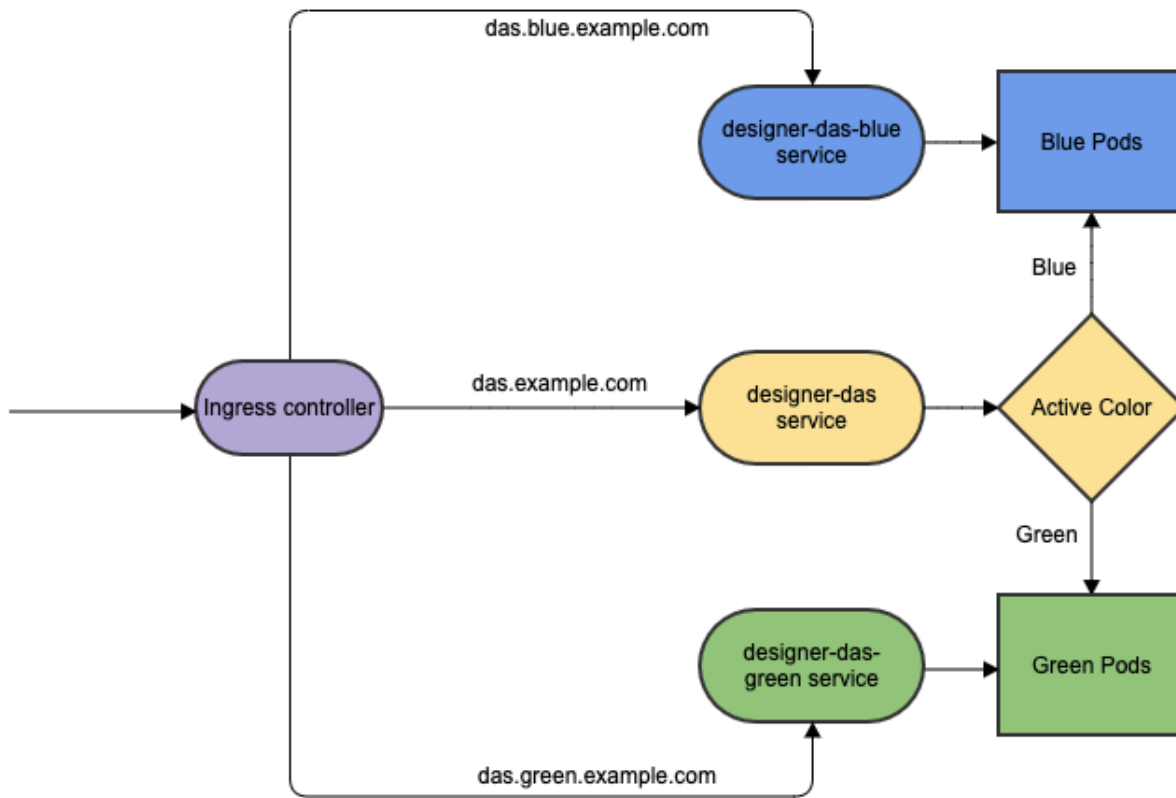 das.blue.example.com
designer-das-blue
service
Blue Pods
Blue
Ingress controller
das.example.com
designer-das
service
Active Color
Green
designer-das-
green service
Green Pods
das.green.example.com